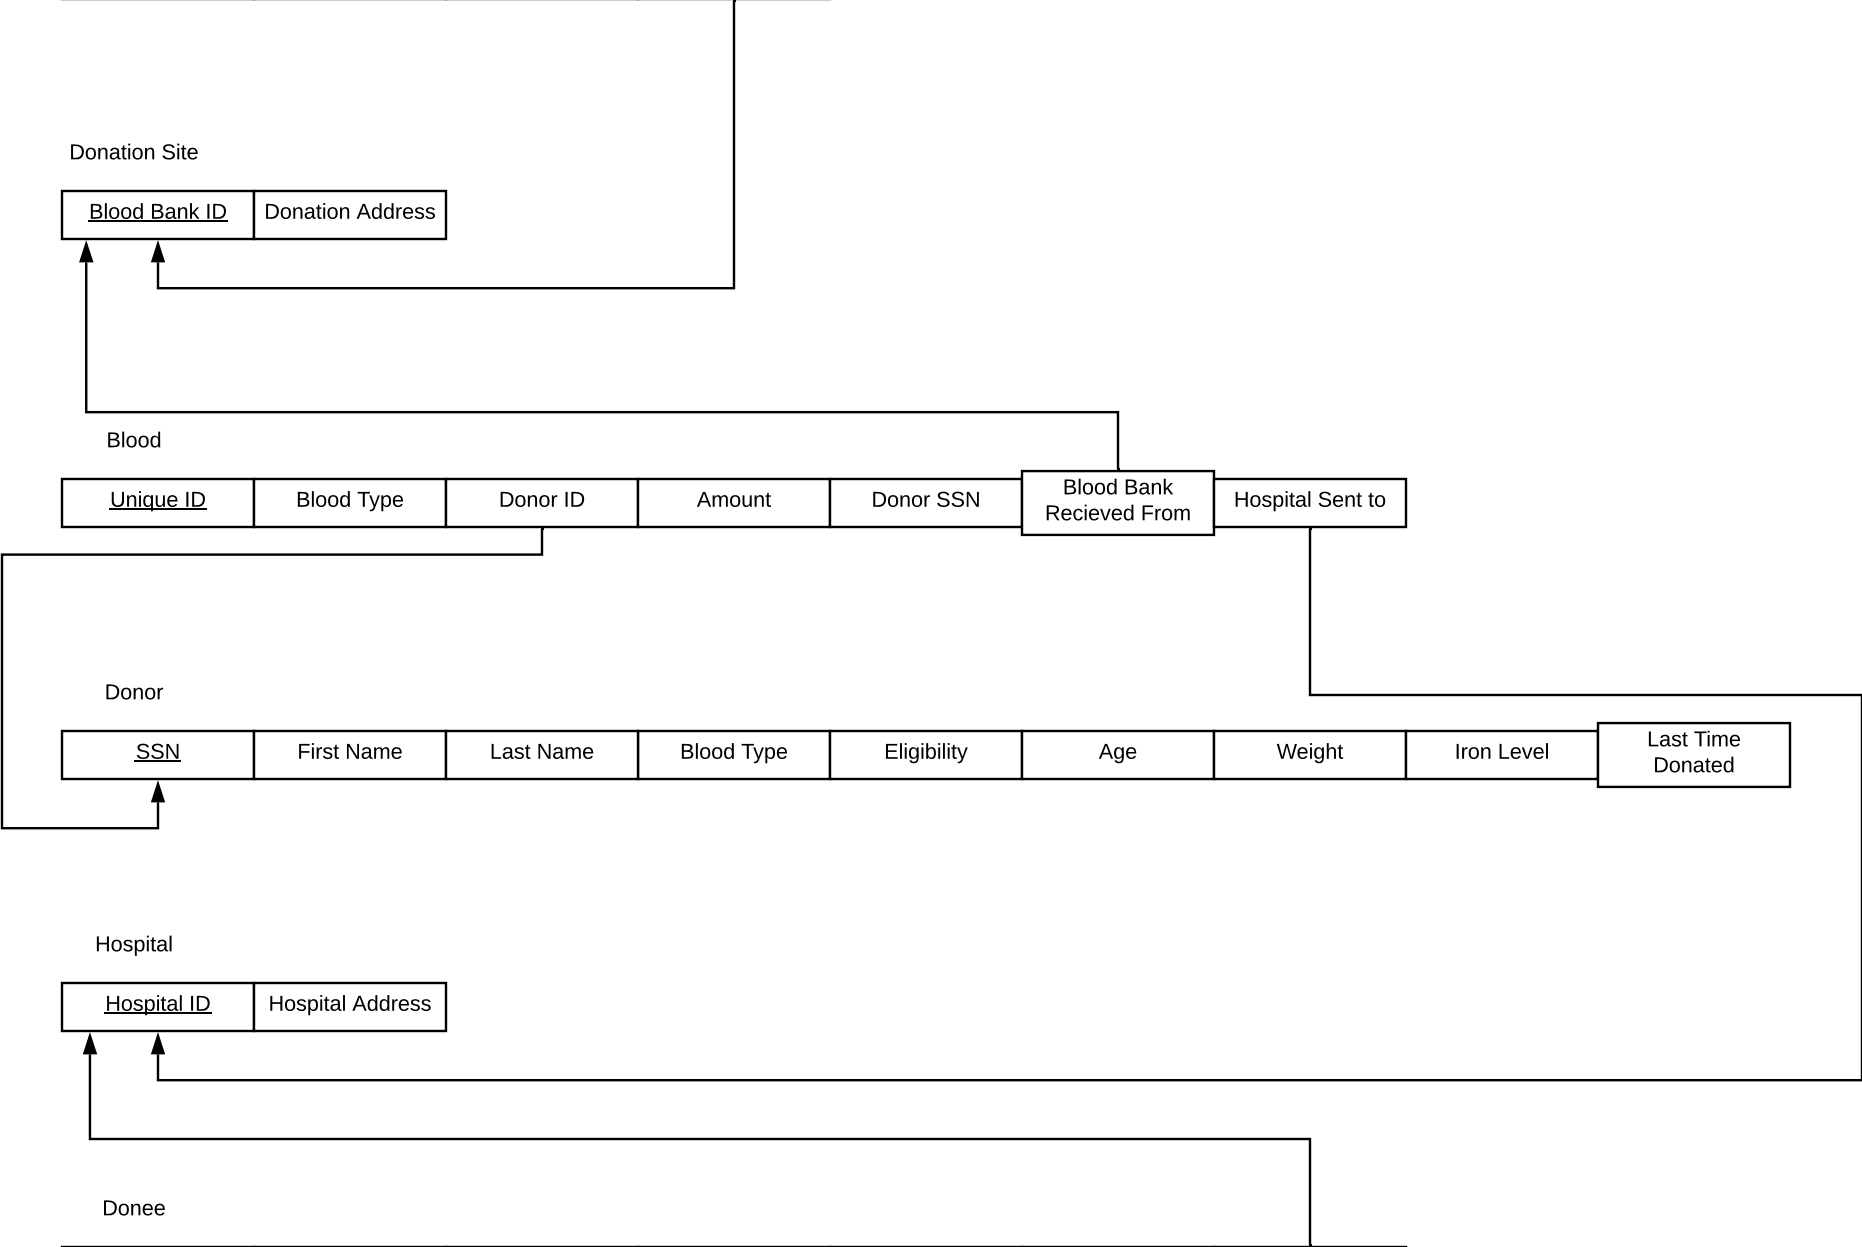 Donation Site
Blood Bank ID Donation Address
Blood
Unique ID Blood Type Donor ID Amount Donor SSN Blood Bank Recieved From Hospital Sent to
Donor
SSN First Name Last Name Blood Type Eligibility Age Weight Iron Level Last Time Donated
Hospital
Hospital ID Hospital Address
Donee